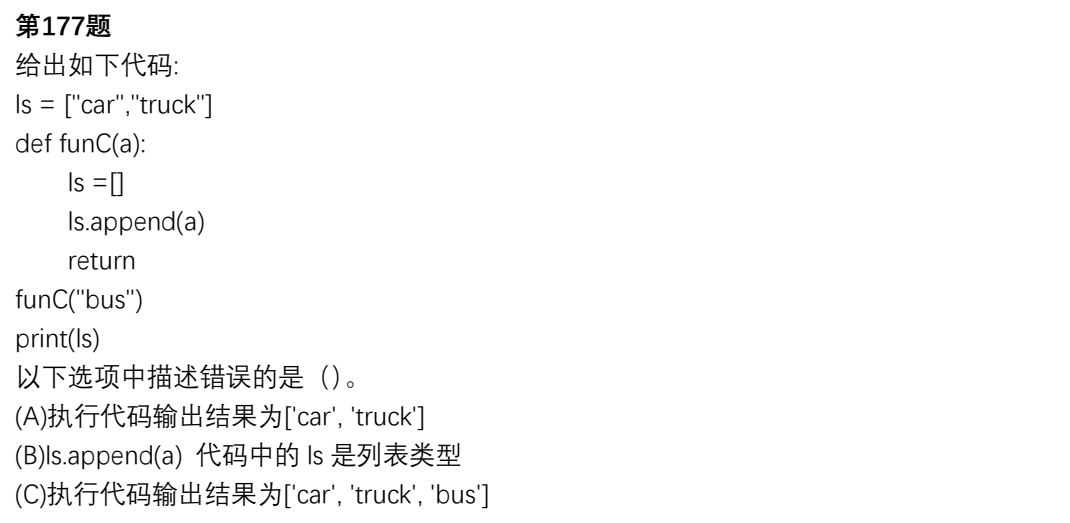 第177题
给出如下代码:
ls = ["car","truck"]
def funC(a):
ls =[]
ls.append(a)
return
funC("bus")
print(ls)
以下选项中描述错误的是（）。
(A)执行代码输出结果为['car', 'truck']
(B)ls.append(a) 代码中的 ls 是列表类型
(C)执行代码输出结果为['car', 'truck', 'bus']